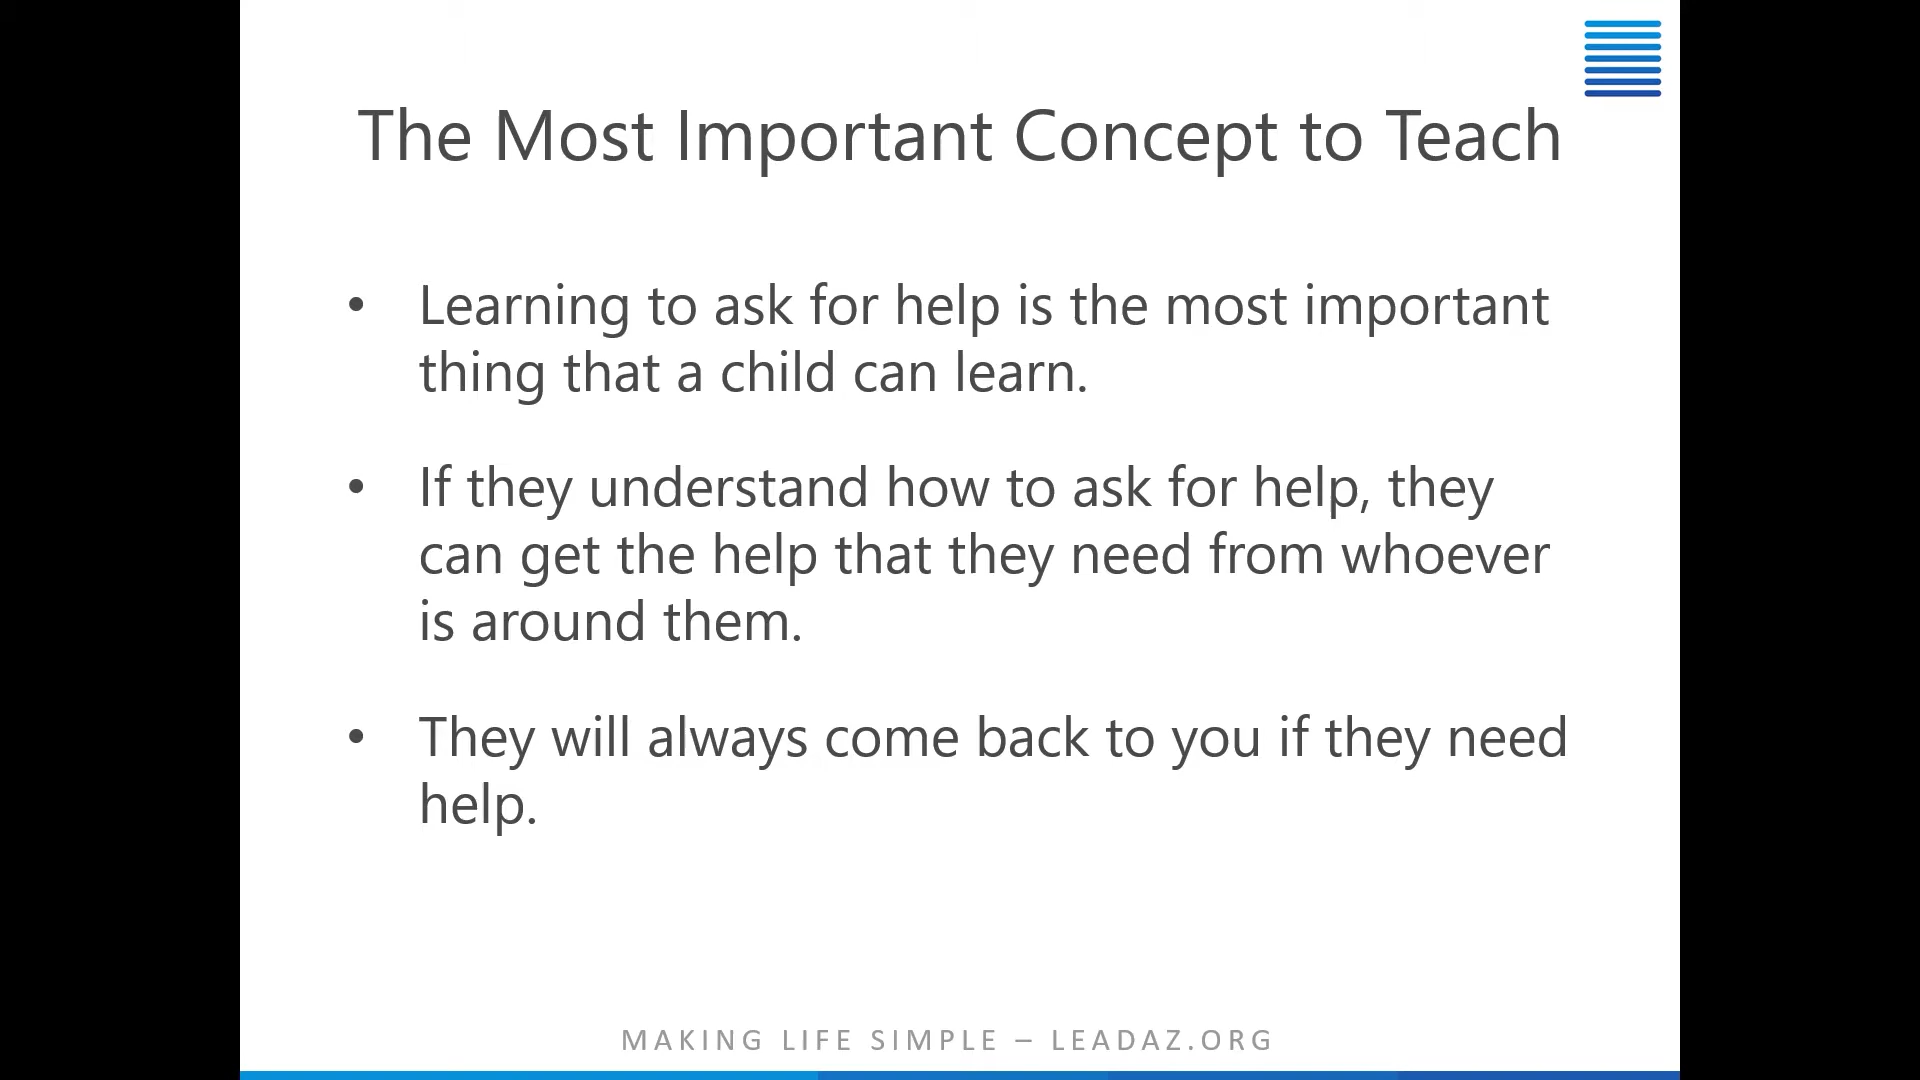 The Most Important Concept to Teach
• Learning to ask for help is the most important
thing that a child can learn.
• If they understand how to ask for help, they
can get the help that they need from whoever
is around them.
• They will always come back to you if they need
help.
MAKING LIFE SIMPLE – LEADAZ.ORG